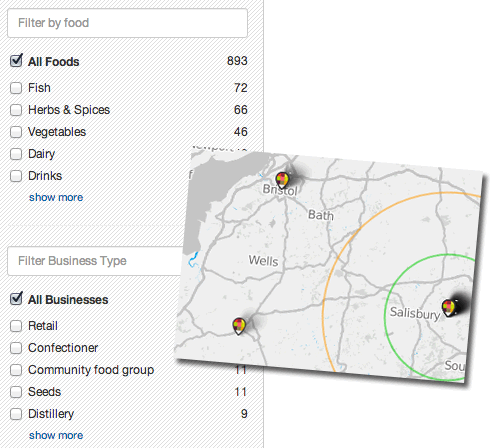 Filter by food
All Foods 893
Fish 72
Herbs & Spices 66
Vegetables 46
Dairy
Drinks
show more
Bristol
Bath
Wells
Salisbury
Filter Business Type
All Businesses
Retail
Confectioner
Community food group 11
Seeds 11
Distillery 9
show more